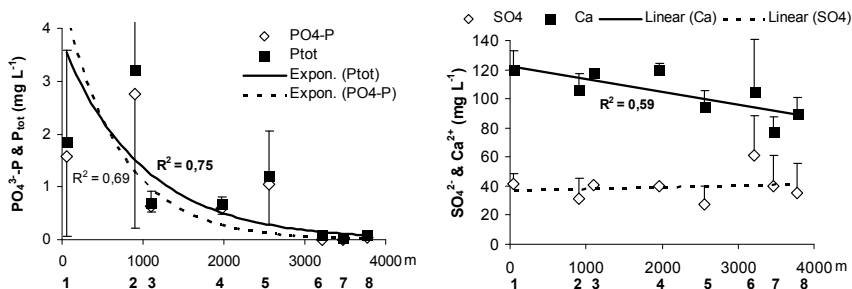 PO4-P
Ptot
Expon. (Ptot)
Expon. (PO4-P)
PO₄³⁻-P & Pₜₒₜ (mg L⁻¹)
4
3
2
1
0
R² = 0,69
R² = 0,75
0 1000 2000 3000 4000 m
1 2 3 4 5 6 7 8
SO4 Ca Linear (Ca) Linear (SO4)
SO₄²⁻ & Ca²⁺ (mg L⁻¹)
140
120
100
80
60
40
20
0
R² = 0,59
0 1000 2000 3000 4000 m
1 2 3 4 5 6 7 8